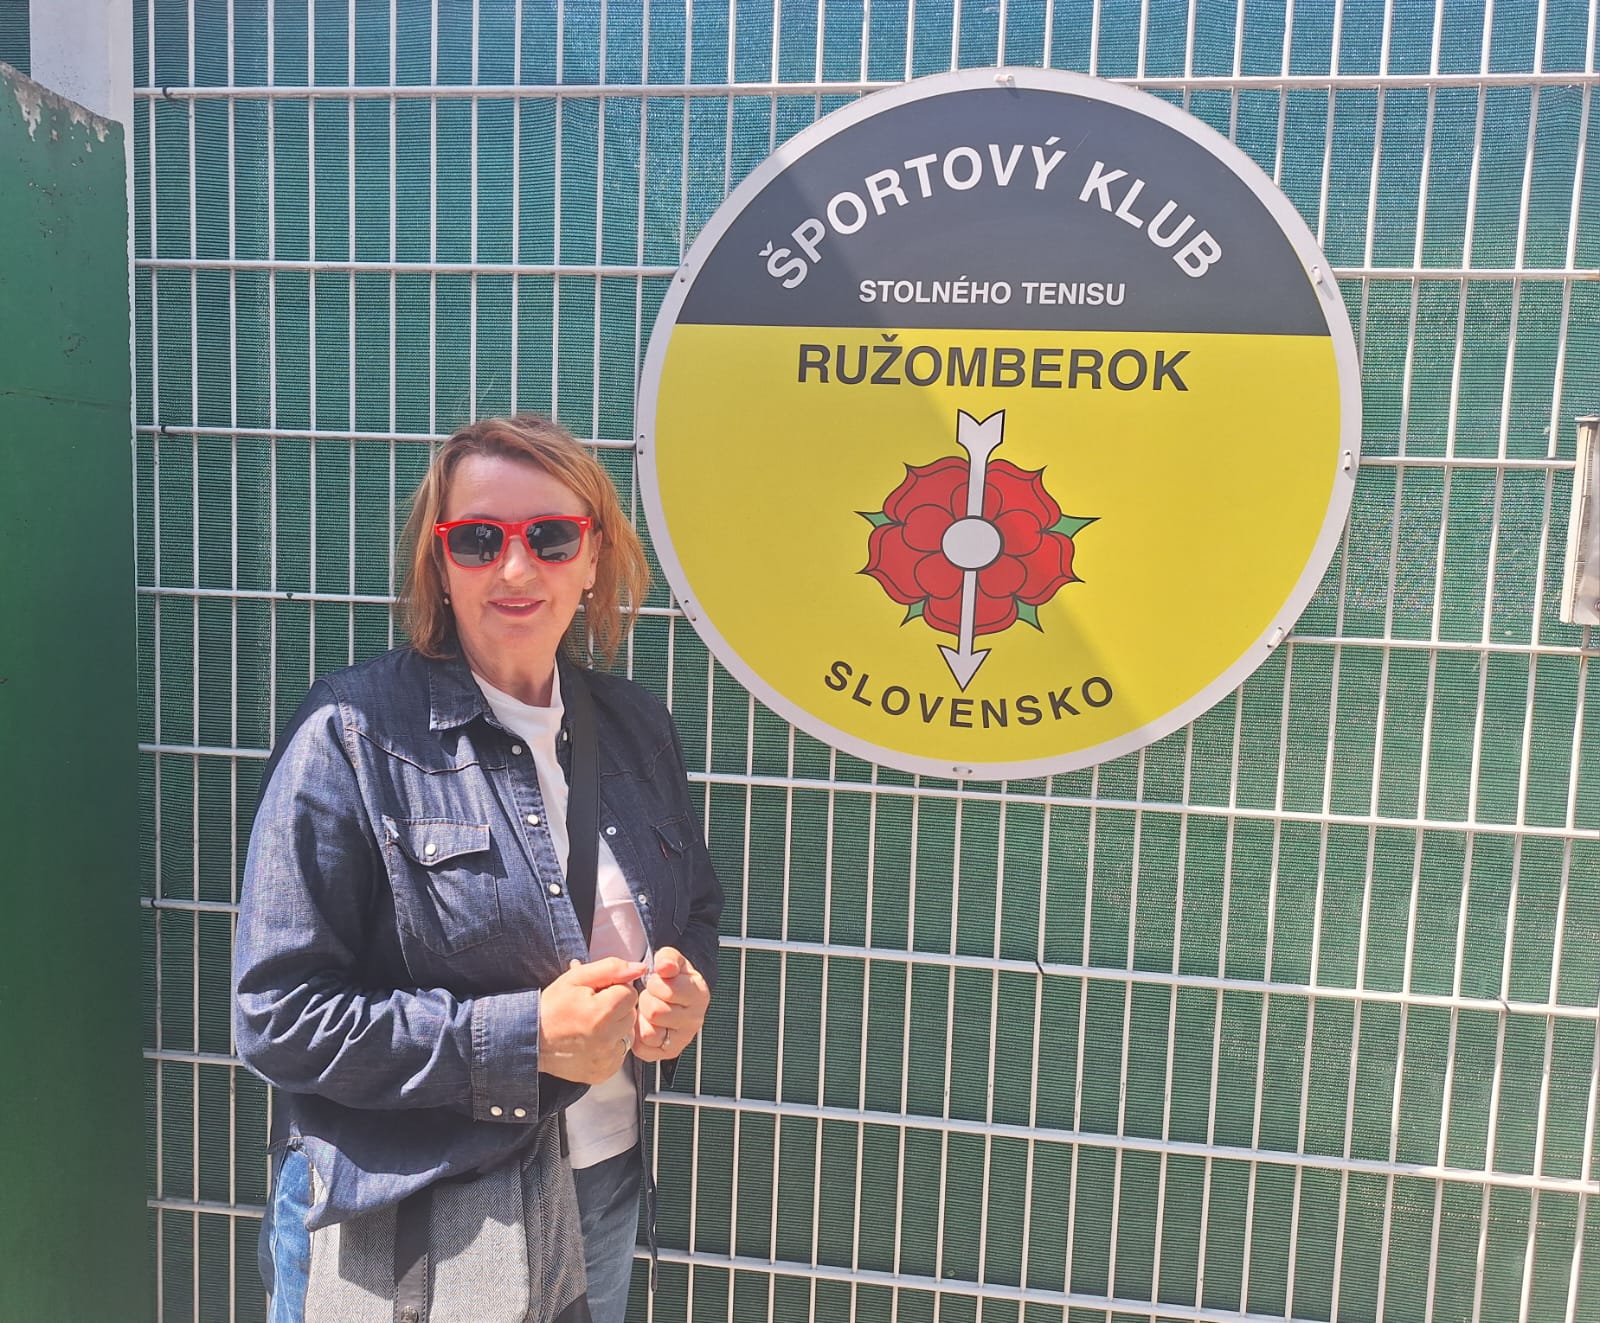 ŠPORTOVÝ KLUB
STOLNÉHO TENISU
RUŽOMBEROK
SLOVENSKO